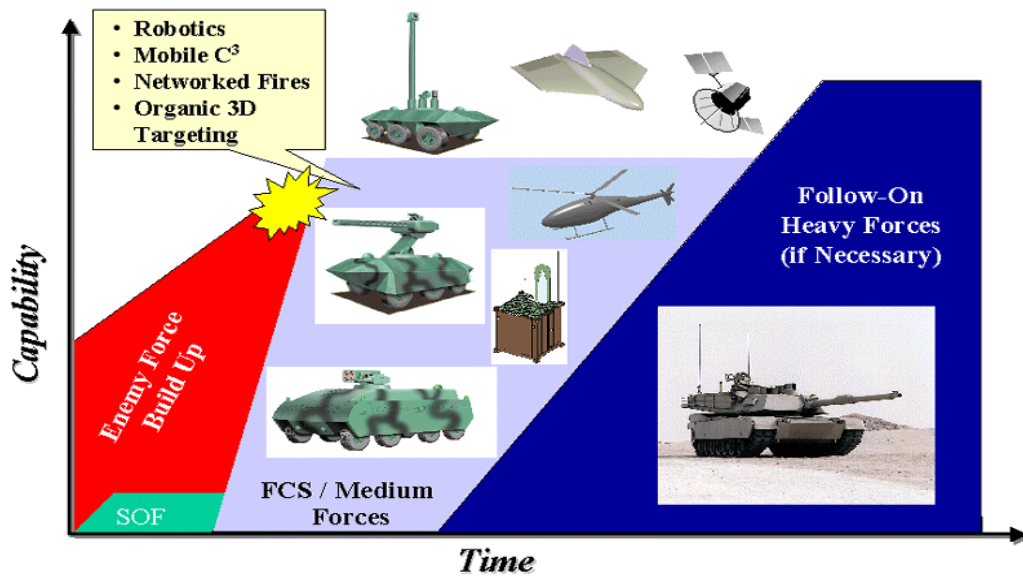 • Robotics
• Mobile C³
• Networked Fires
• Organic 3D
Targeting
Capability
Enemy Force
Build Up
SOF
FCS / Medium
Forces
Follow-On
Heavy Forces
(if Necessary)
Time